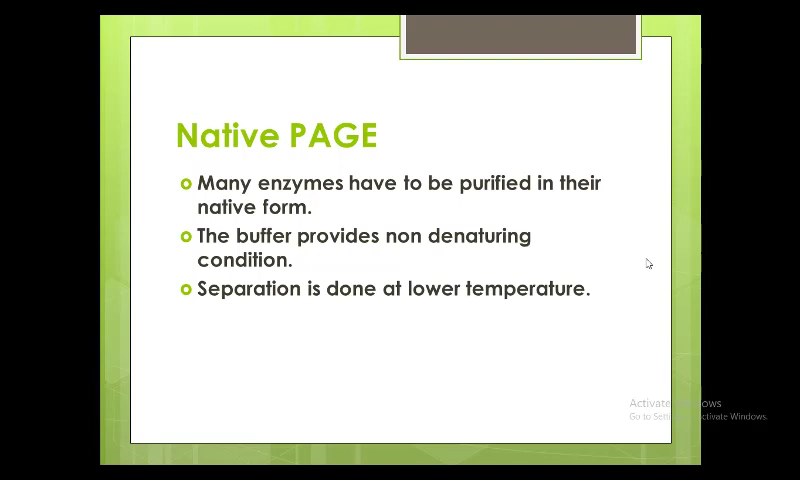 Native PAGE
Many enzymes have to be purified in their
native form.
The buffer provides non denaturing
condition.
Separation is done at lower temperature.
Activate Windows
Go to Settings to activate Windows.